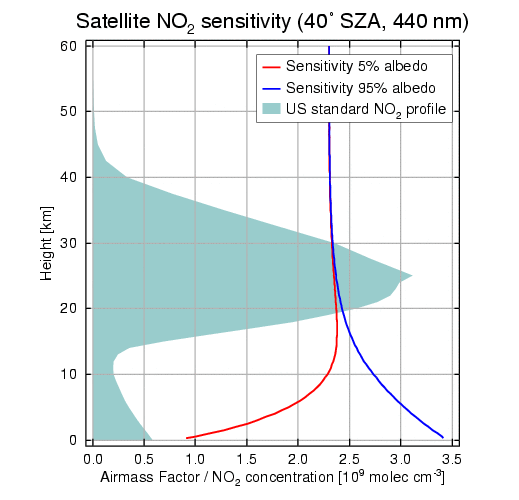 Satellite NO₂ sensitivity (40° SZA, 440 nm)
Sensitivity 5% albedo
Sensitivity 95% albedo
US standard NO₂ profile
Height [km]
60
50
40
30
20
10
0
0.0 0.5 1.0 1.5 2.0 2.5 3.0 3.5
Airmass Factor / NO₂ concentration [10⁹ molec cm⁻³]